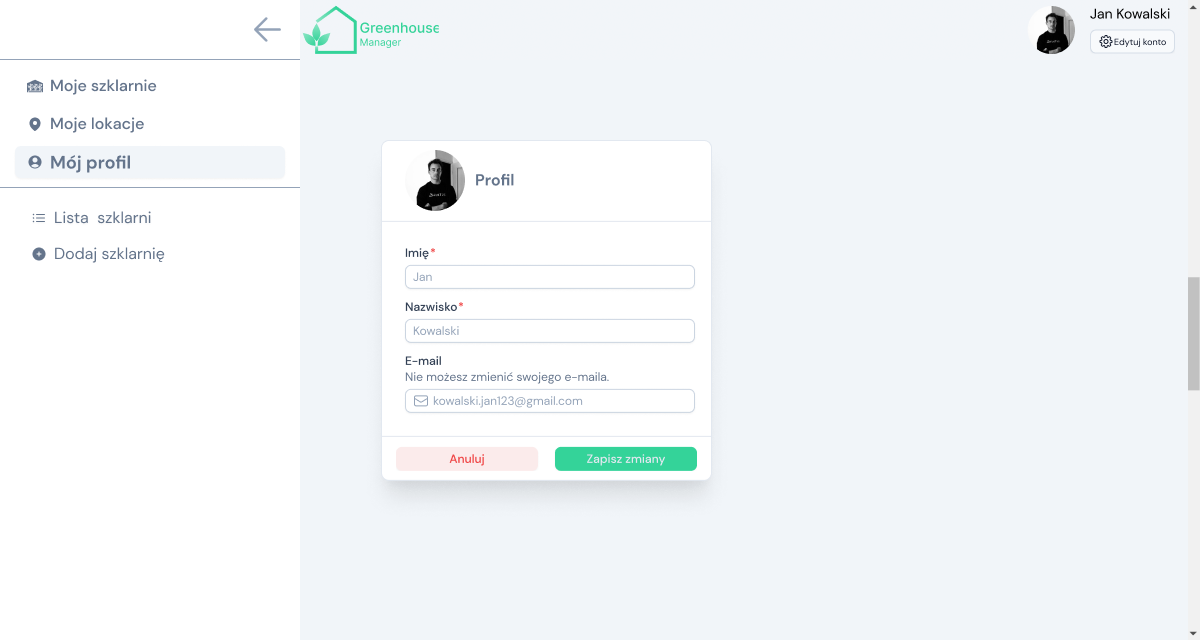 Greenhouse
Manager
Jan Kowalski
Edytuj konto
Moje szklarnie
Moje lokacje
Mój profil
Lista szklarni
Dodaj szklarnię
Profil
Imię*
Jan
Nazwisko*
Kowalski
E-mail
Nie możesz zmienić swojego e-maila.
kowalski.jan123@gmail.com
Anuluj
Zapisz zmiany